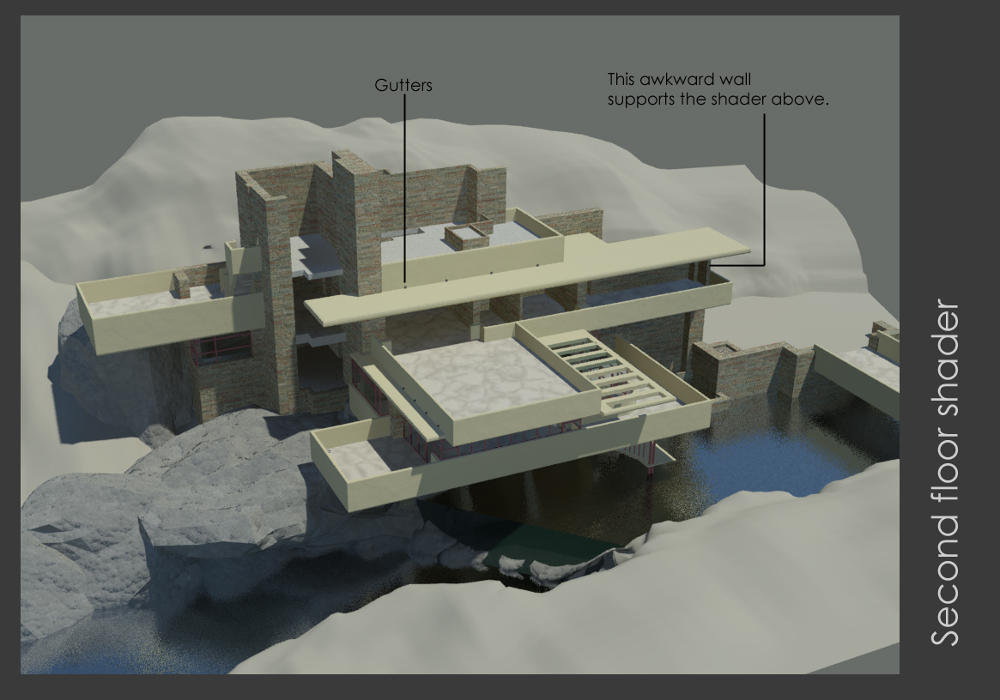 Gutters
This awkward wall
supports the shader above.
Second floor shader